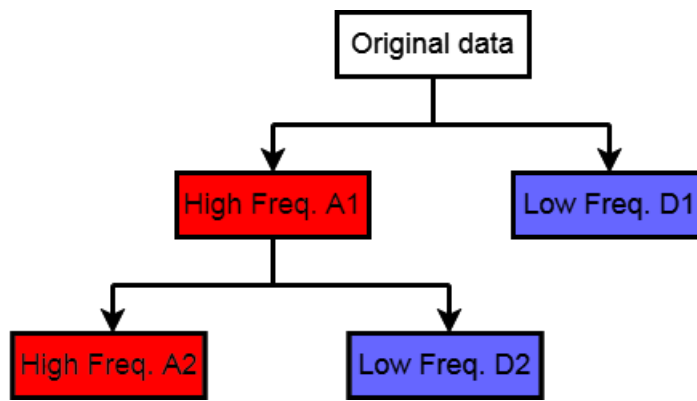 Original data
High Freq. A1
Low Freq. D1
High Freq. A2
Low Freq. D2